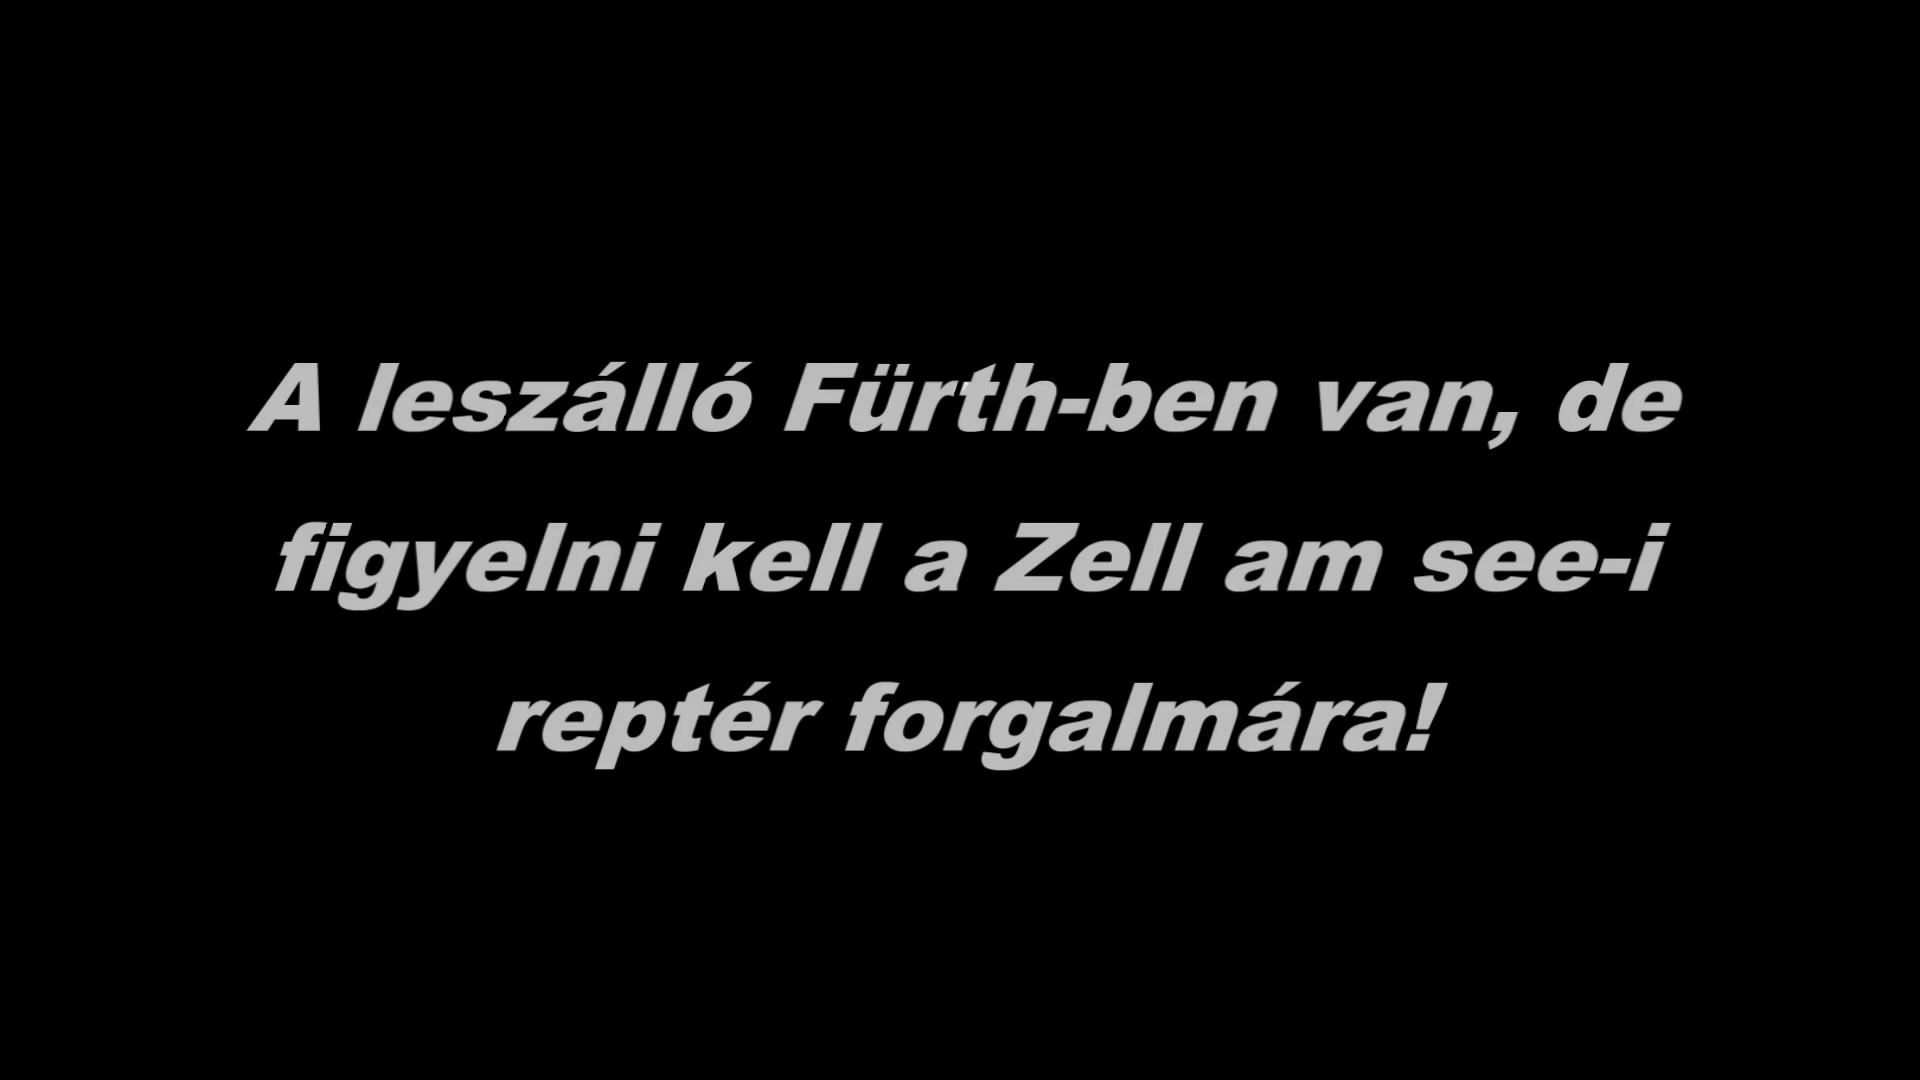 A leszálló Fürth-ben van, de
figyelni kell a Zell am see-i
reptér forgalmára!